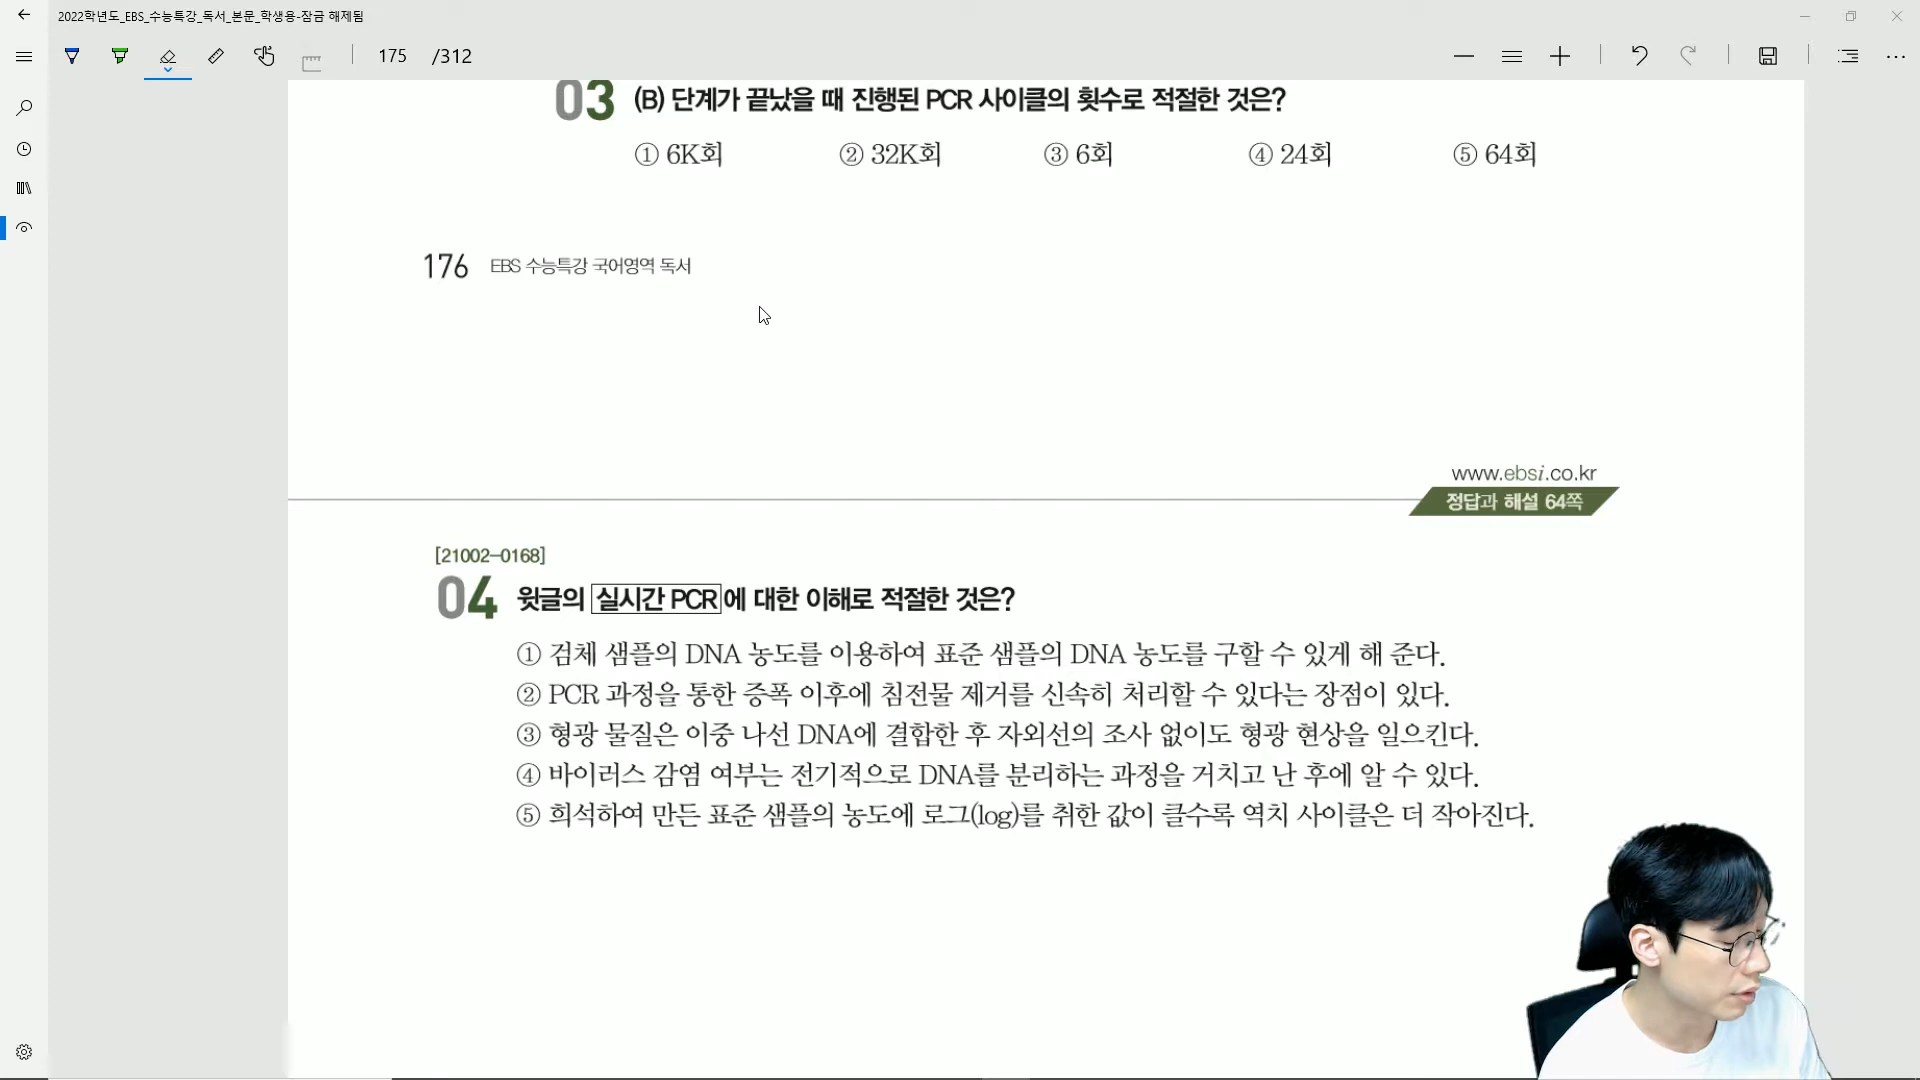 2022학년도_EBS_수능특강_독서_본문_학생용-잠금 해제됨
175 /312
03 (B) 단계가 끝났을 때 진행된 PCR 사이클의 횟수로 적절한 것은?
① 6K회 ② 32K회 ③ 6회 ④ 24회 ⑤ 64회
176 EBS 수능특강 국어영역 독서
www.ebsi.co.kr
정답과 해설 64쪽
[21002-0168]
04 윗글의 실시간 PCR에 대한 이해로 적절한 것은?
① 검체 샘플의 DNA 농도를 이용하여 표준 샘플의 DNA 농도를 구할 수 있게 해 준다.
② PCR 과정을 통한 증폭 이후에 침전물 제거를 신속히 처리할 수 있다는 장점이 있다.
③ 형광 물질은 이중 나선 DNA에 결합한 후 자외선의 조사 없이도 형광 현상을 일으킨다.
④ 바이러스 감염 여부는 전기적으로 DNA를 분리하는 과정을 거치고 난 후에 알 수 있다.
⑤ 희석하여 만든 표준 샘플의 농도에 로그(log)를 취한 값이 클수록 역치 사이클은 더 작아진다.